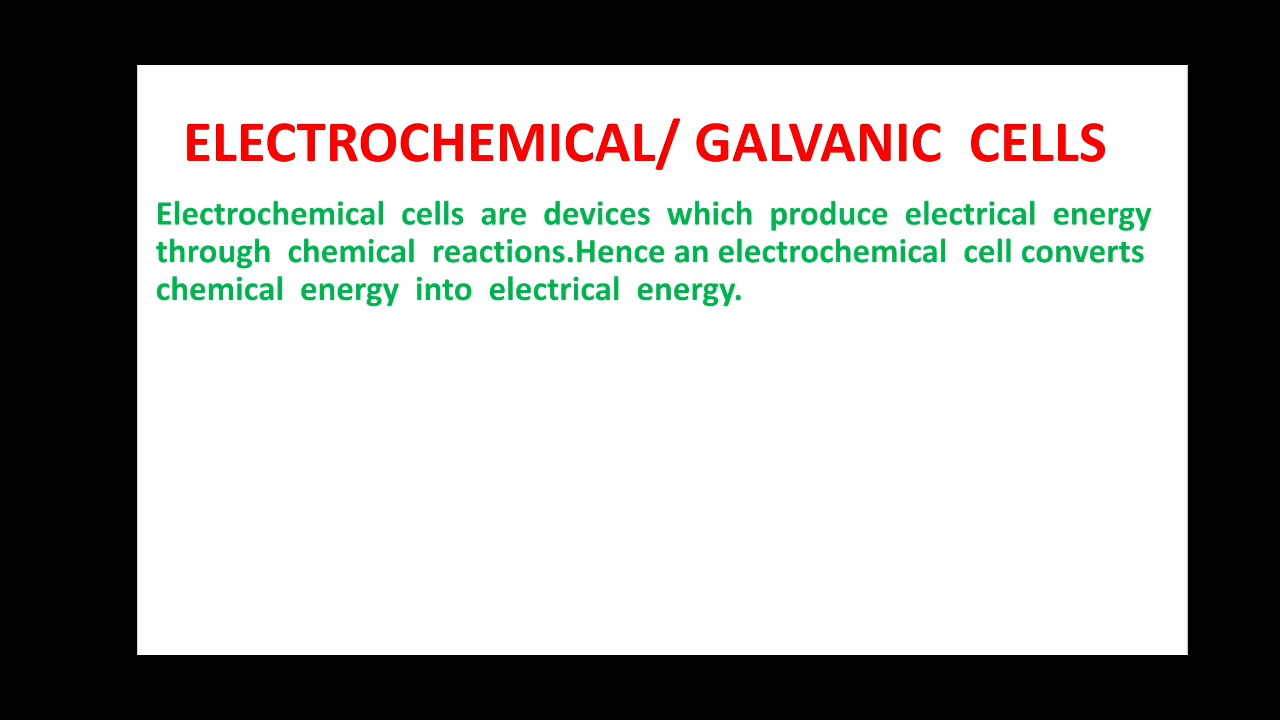 ELECTROCHEMICAL/ GALVANIC CELLS
Electrochemical cells are devices which produce electrical energy
through chemical reactions.Hence an electrochemical cell converts
chemical energy into electrical energy.